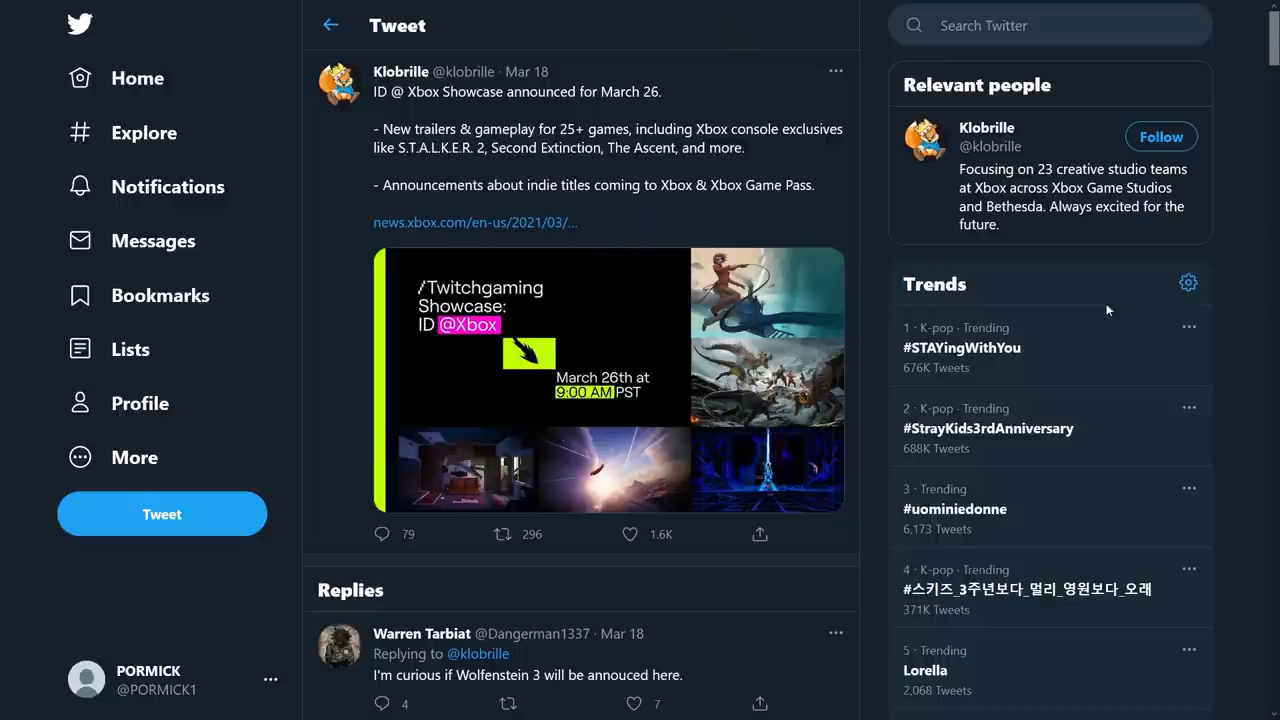 Home
Explore
Notifications
Messages
Bookmarks
Lists
Profile
More
Tweet
PORMICK
@PORMICK1
Tweet
Klobrille @klobrille · Mar 18
ID @ Xbox Showcase announced for March 26.
- New trailers & gameplay for 25+ games, including Xbox console exclusives
like S.T.A.L.K.E.R. 2, Second Extinction, The Ascent, and more.
- Announcements about indie titles coming to Xbox & Xbox Game Pass.
news.xbox.com/en-us/2021/03/...
/Twitchgaming
Showcase:
ID @Xbox
March 26th at
9:00 AM PST
79 296 1.6K
Replies
Warren Tarbiat @Dangerman1337 · Mar 18
Replying to @klobrille
I'm curious if Wolfenstein 3 will be annouced here.
4 7
Search Twitter
Relevant people
Klobrille
@klobrille
Follow
Focusing on 23 creative studio teams
at Xbox across Xbox Game Studios
and Bethesda. Always excited for the
future.
Trends
1 · K-pop · Trending
#STAYingWithYou
676K Tweets
2 · K-pop · Trending
#StrayKids3rdAnniversary
688K Tweets
3 · Trending
#uominiedonne
6,173 Tweets
4 · K-pop · Trending
#스키즈_3주년보다_멀리_영원보다_오래
371K Tweets
5 · Trending
Lorella
2,068 Tweets